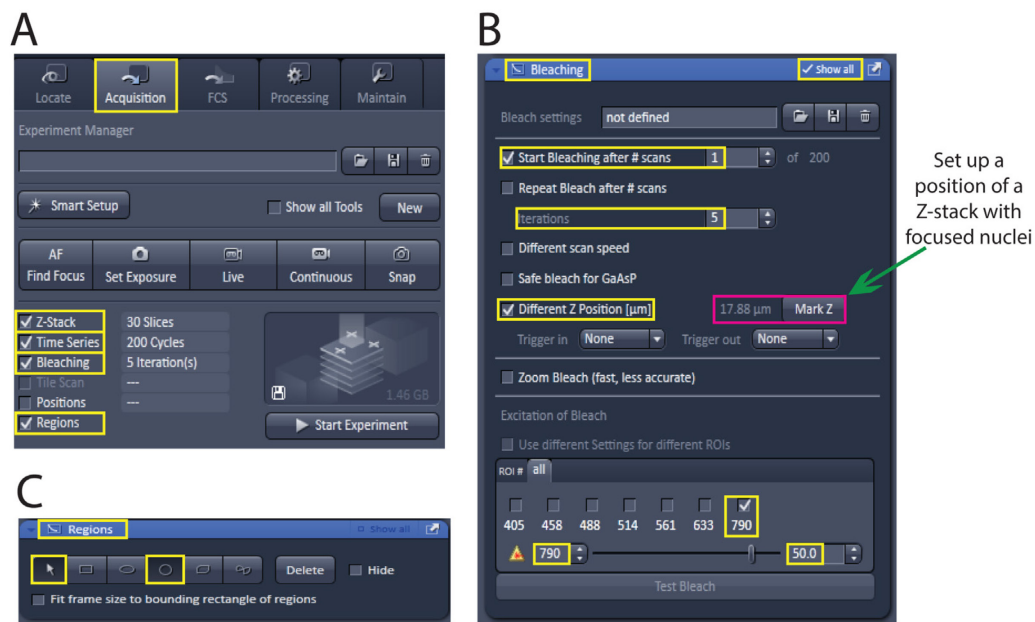 A
Locate Acquisition FCS Processing Maintain
Experiment Manager
Smart Setup Show all Tools New
AF
Find Focus Set Exposure Live Continuous Snap
Z-Stack 30 Slices
Time Series 200 Cycles
Bleaching 5 Iteration(s)
Tile Scan ---
Positions ---
1.46 GB
Regions
Start Experiment
B
Bleaching Show all
Bleach settings not defined
Start Bleaching after # scans 1 of 200
Repeat Bleach after # scans
Iterations 5
Different scan speed
Safe bleach for GaAsP
Different Z Position [µm] 17.88 µm Mark Z
Trigger in None Trigger out None
Zoom Bleach (fast, less accurate)
Excitation of Bleach
Use different Settings for different ROIs
ROI # all
405 458 488 514 561 633 790
790 50.0
Test Bleach
Set up a
position of a
Z-stack with
focused nuclei
C
Regions Show all
Delete Hide
Fit frame size to bounding rectangle of regions